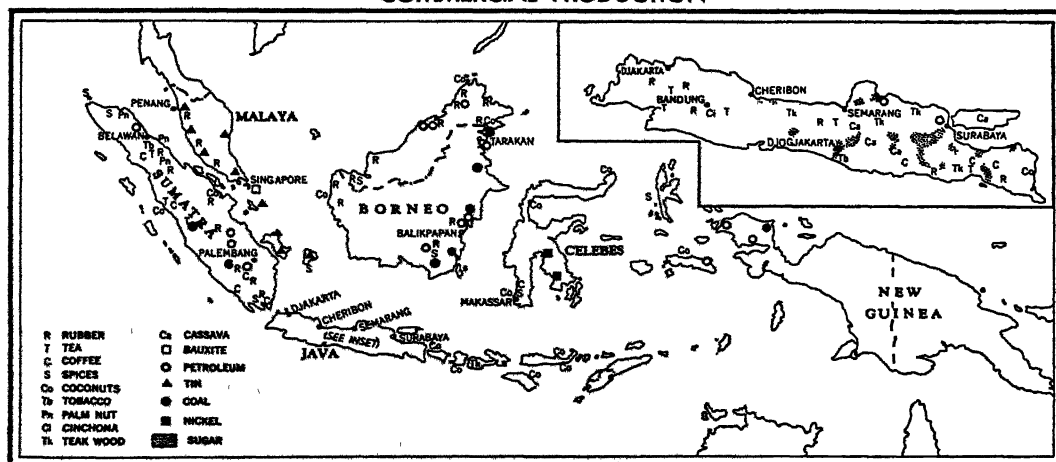 COMMERCIAL PRODUCTION
PENANG
MALAYA
BELAWAN
SINGAPORE
SUMATRA
PALEMBANG
BORNEO
TARAKAN
BALIKPAPAN
CELEBES
MAKASSAR
NEW
GUINEA
DJAKARTA
CHERIBON
SEMARANG
SURABAYA
(SEE INSET)
JAVA
DJAKARTA
BANDUNG
CHERIBON
SEMARANG
DJOGJAKARTA
SURABAYA
R RUBBER
T TEA
C COFFEE
S SPICES
Co COCONUTS
Tb TOBACCO
Pn PALM NUT
Ci CINCHONA
Tk TEAK WOOD
Ca CASSAVA
BAUXITE
PETROLEUM
TIN
COAL
NICKEL
SUGAR